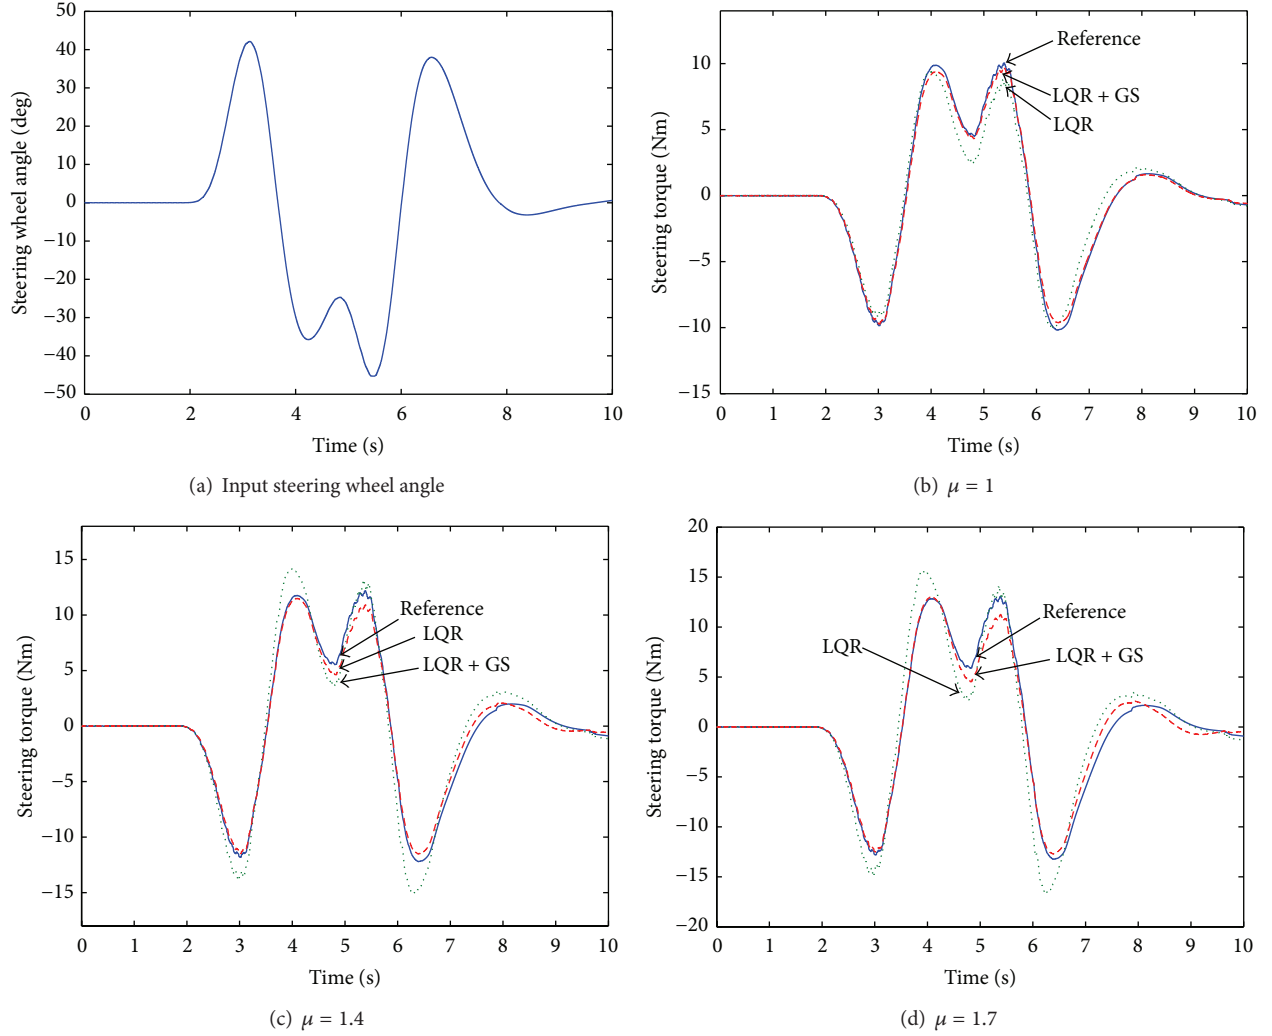 50
40
30
20
10
0
−10
−20
−30
−40
−50
Steering wheel angle (deg)
0 2 4 6 8 10
Time (s)
(a) Input steering wheel angle
10
5
0
−5
−10
−15
Steering torque (Nm)
Reference
LQR + GS
LQR
0 1 2 3 4 5 6 7 8 9 10
Time (s)
(b) μ = 1
15
10
5
0
−5
−10
−15
Steering torque (Nm)
Reference
LQR
LQR + GS
0 1 2 3 4 5 6 7 8 9 10
Time (s)
(c) μ = 1.4
20
15
10
5
0
−5
−10
−15
−20
Steering torque (Nm)
Reference
LQR
LQR + GS
0 1 2 3 4 5 6 7 8 9 10
Time (s)
(d) μ = 1.7